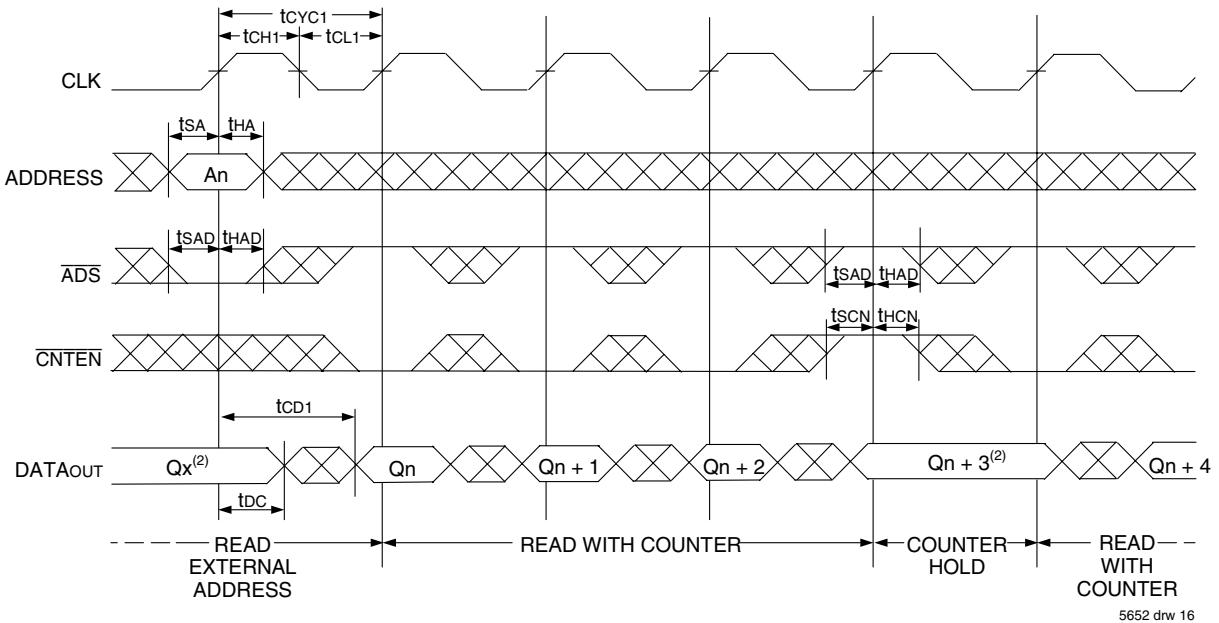 tCYC1
tCH1 tCL1
CLK
tSA tHA
ADDRESS An
tSAD tHAD
ADS tSAD tHAD
tSCN tHCN
CNTEN
tCD1
DATAOUT Qx(2) Qn Qn + 1 Qn + 2 Qn + 3(2) Qn + 4
tDC
READ EXTERNAL ADDRESS
READ WITH COUNTER
COUNTER HOLD
READ WITH COUNTER
5652 drw 16